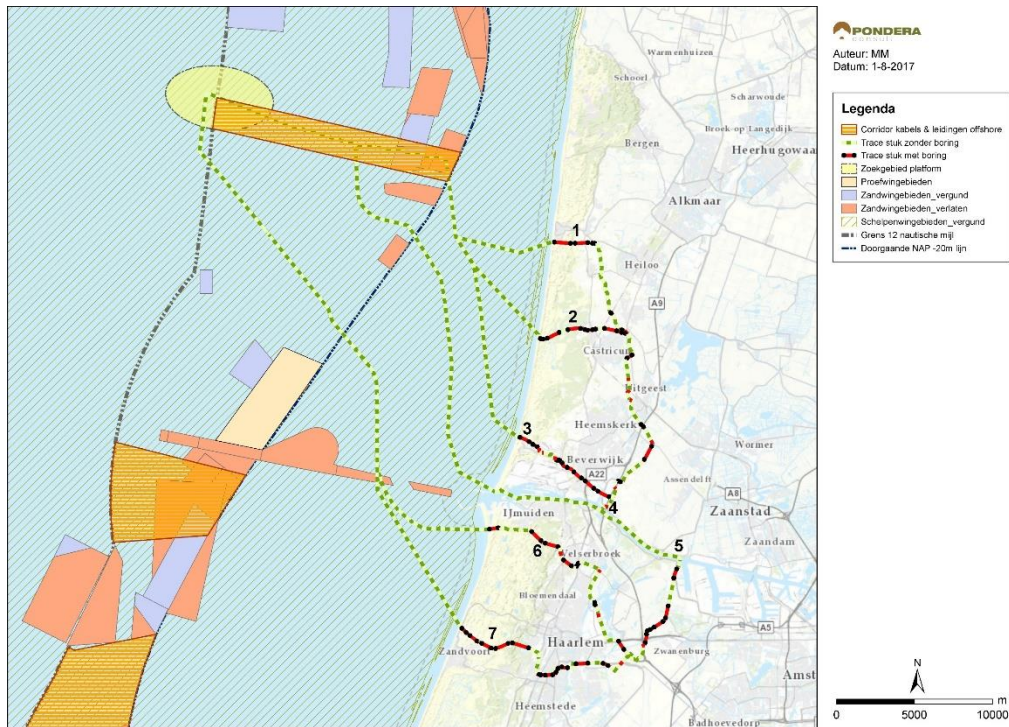 PONDERA
consult
Auteur: MM
Datum: 1-8-2017
Legenda
Corridor kabels & leidingen offshore
Trace stuk zonder boring
Trace stuk met boring
Zoekgebied platform
Proefwingebieden
Zandwingebieden_vergund
Zandwingebieden_verlaten
Schelpenwingebieden_vergund
Grens 12 nautische mijl
Doorgaande NAP -20m lijn
Warmenhuizen
Schoorl
Scharwoude
Broek op Langedijk
Bergen
Heerhugowaa
Alkmaar
1
Heiloo
A9
2
Castricum
Uitgeest
3
Heemskerk
Wormer
Beverwijk
A22
Assendelft
A8
4
Zaanstad
IJmuiden
Zaandam
6
Velserbroek
5
Bloemendaal
A5
7
Haarlem
Zandvoort
Zwanenburg
Amst
Heemstede
Badhoevedorp
N
m
0
5000
10000